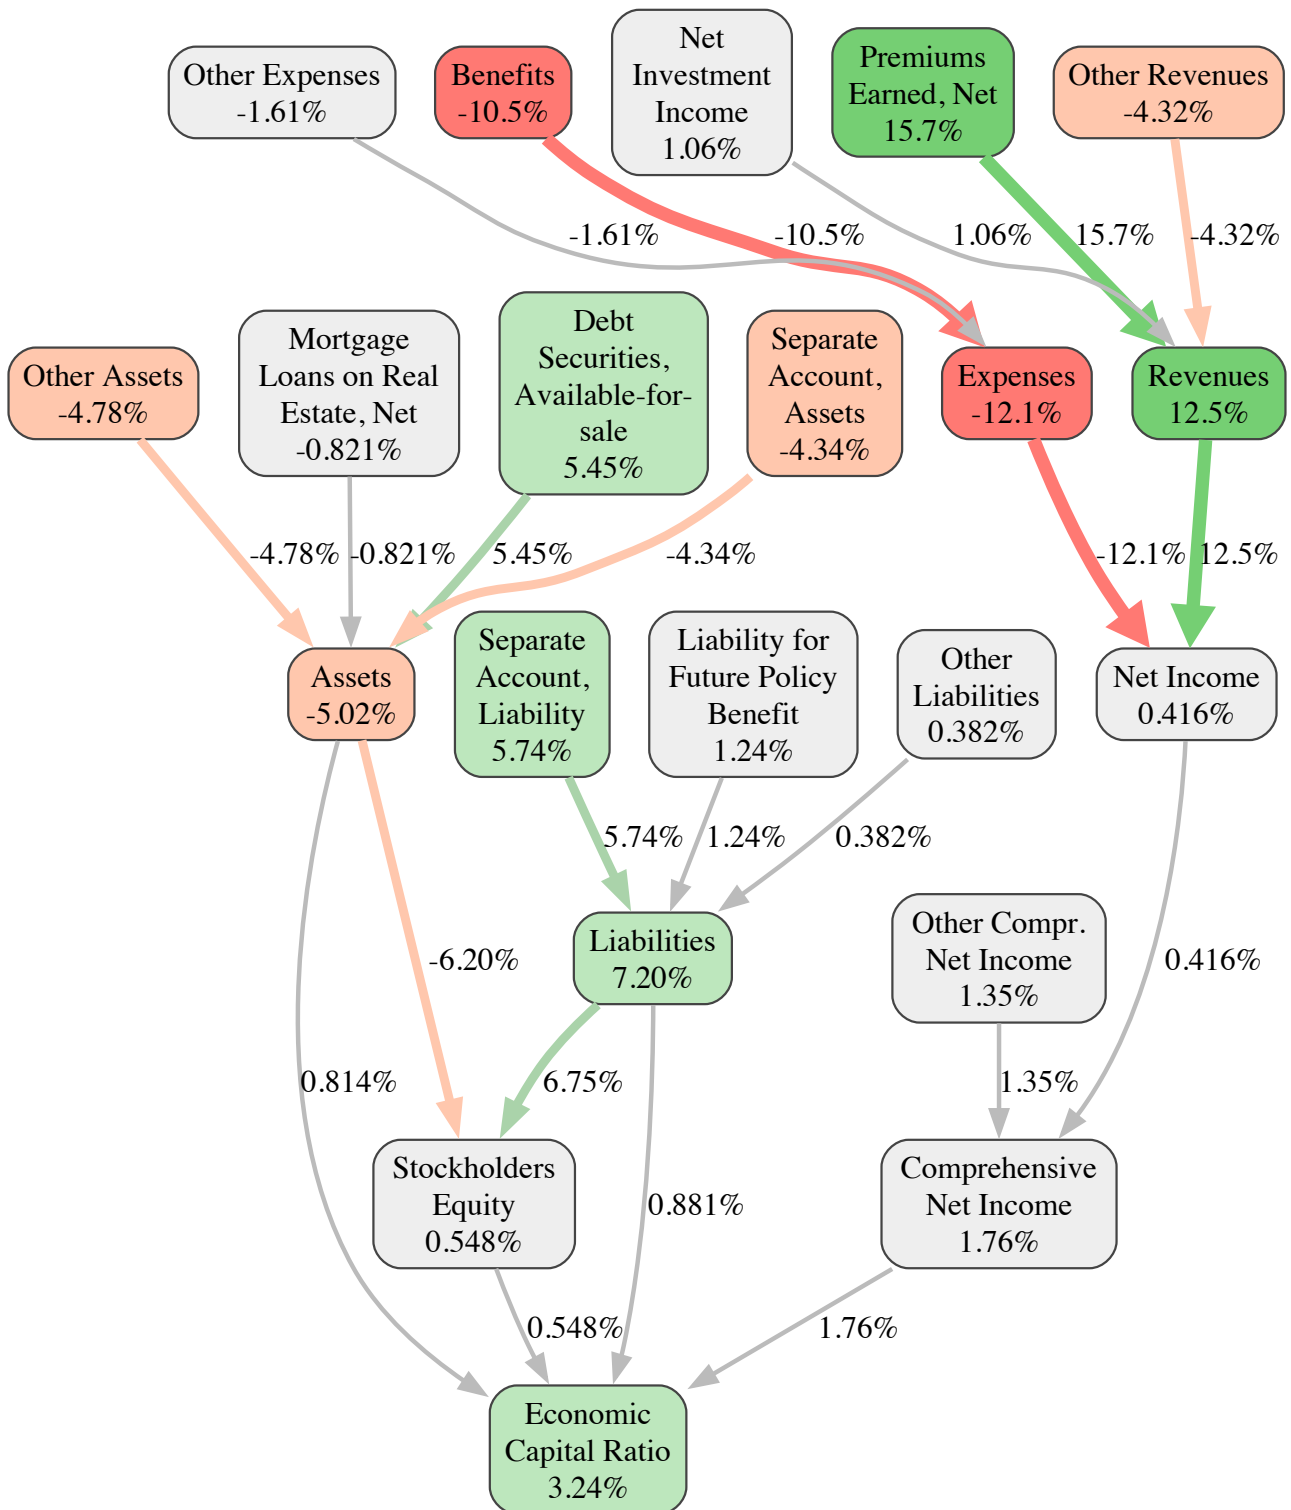 Other Expenses
-1.61%
Benefits
-10.5%
Net
Investment
Income
1.06%
Premiums
Earned, Net
15.7%
Other Revenues
-4.32%
-1.61%
-10.5%
1.06%
15.7%
-4.32%
Other Assets
-4.78%
Mortgage
Loans on Real
Estate, Net
-0.821%
Debt
Securities,
Available-for-
sale
5.45%
Separate
Account,
Assets
-4.34%
Expenses
-12.1%
Revenues
12.5%
-4.78%
-0.821%
5.45%
-4.34%
-12.1%
12.5%
Assets
-5.02%
Separate
Account,
Liability
5.74%
Liability for
Future Policy
Benefit
1.24%
Other
Liabilities
0.382%
Net Income
0.416%
5.74%
1.24%
0.382%
Liabilities
7.20%
Other Compr.
Net Income
1.35%
-6.20%
0.416%
0.814%
6.75%
1.35%
Stockholders
Equity
0.548%
0.881%
Comprehensive
Net Income
1.76%
0.548%
1.76%
Economic
Capital Ratio
3.24%